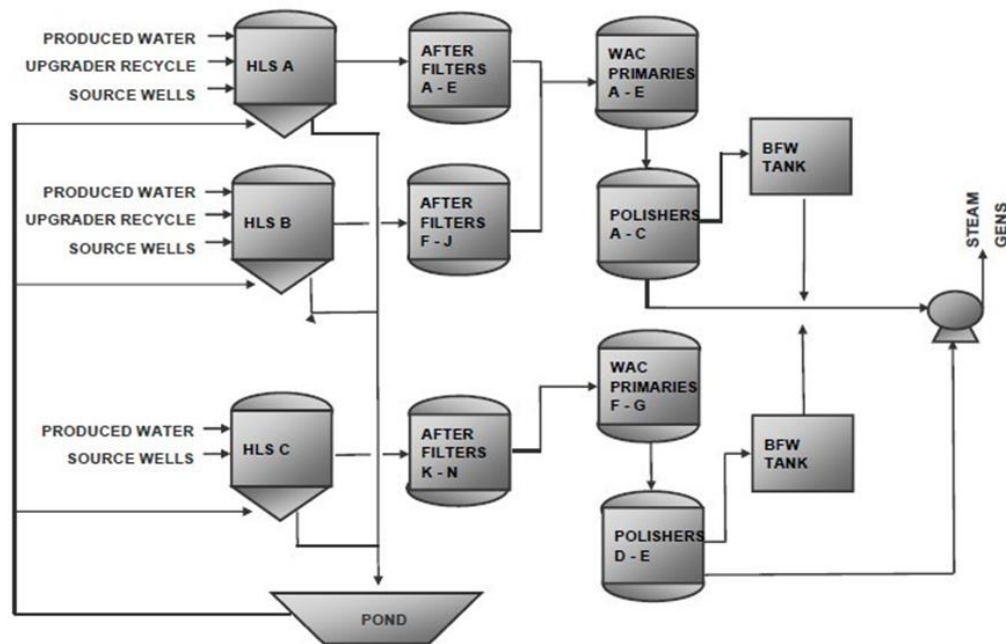 PRODUCED WATER
UPGRADER RECYCLE
SOURCE WELLS
HLS A
AFTER
FILTERS
A - E
WAC
PRIMARIES
A - E
BFW
TANK
PRODUCED WATER
UPGRADER RECYCLE
SOURCE WELLS
HLS B
AFTER
FILTERS
F - J
POLISHERS
A - C
STEAM
GENS
PRODUCED WATER
SOURCE WELLS
HLS C
AFTER
FILTERS
K - N
WAC
PRIMARIES
F - G
BFW
TANK
POLISHERS
D - E
POND